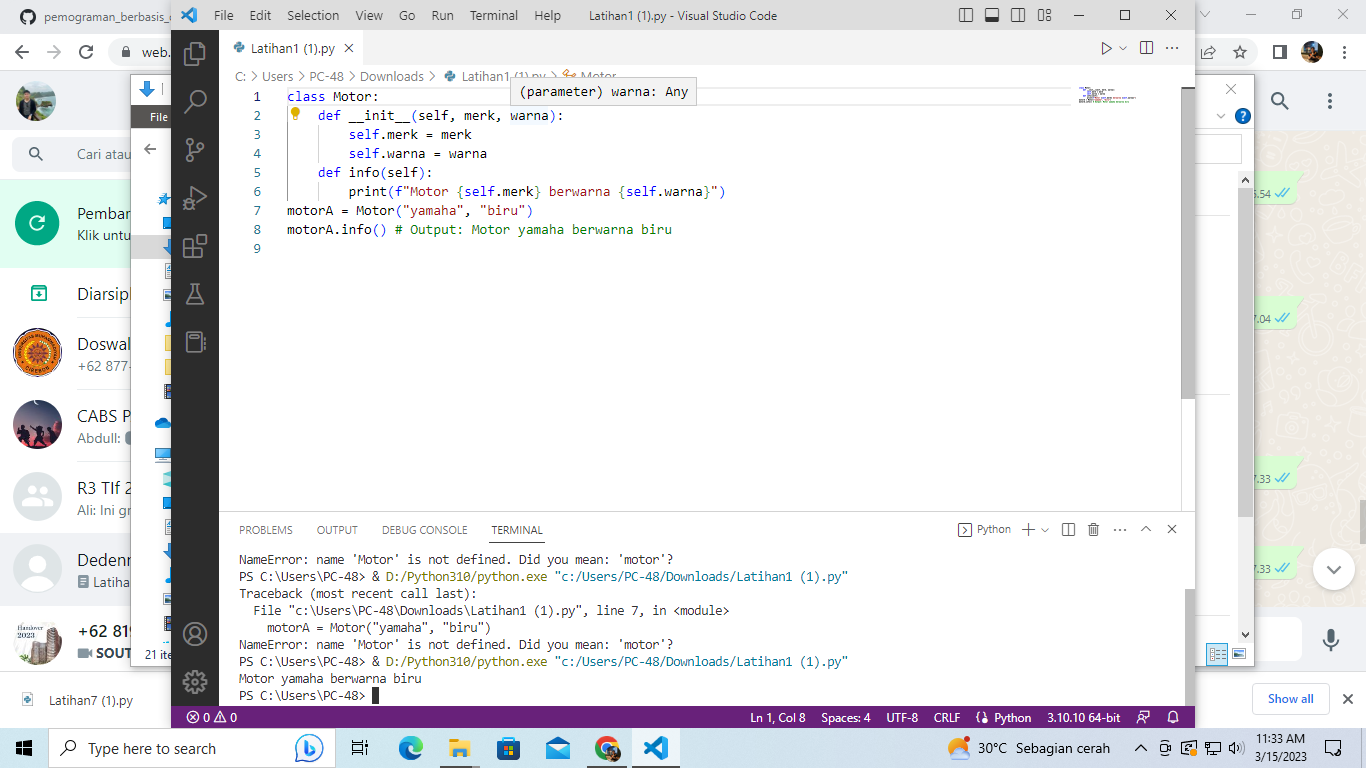 pemograman_berbasis_
File Edit Selection View Go Run Terminal Help Latihan1 (1).py - Visual Studio Code
web.
Latihan1 (1).py
C: > Users > PC-48 > Downloads > Latihan1 (1).py > Motor
(parameter) warna: Any
File
Cari atau
Pembar
Klik untu
Diarsipl
Doswal
+62 877-
CABS P
Abdull:
R3 TIf 2
Ali: Ini gr
Dedenr
Latiha
+62 819
SOUT
21 ite
1 class Motor:
2 def __init__(self, merk, warna):
3 self.merk = merk
4 self.warna = warna
5 def info(self):
6 print(f"Motor {self.merk} berwarna {self.warna}")
7 motorA = Motor("yamaha", "biru")
8 motorA.info() # Output: Motor yamaha berwarna biru
9
.54
.04
.33
.33
PROBLEMS OUTPUT DEBUG CONSOLE TERMINAL Python
NameError: name 'Motor' is not defined. Did you mean: 'motor'?
PS C:\Users\PC-48> & D:/Python310/python.exe "c:/Users/PC-48/Downloads/Latihan1 (1).py"
Traceback (most recent call last):
File "c:\Users\PC-48\Downloads\Latihan1 (1).py", line 7, in <module>
motorA = Motor("yamaha", "biru")
NameError: name 'Motor' is not defined. Did you mean: 'motor'?
PS C:\Users\PC-48> & D:/Python310/python.exe "c:/Users/PC-48/Downloads/Latihan1 (1).py"
Motor yamaha berwarna biru
PS C:\Users\PC-48>
0 0 Ln 1, Col 8 Spaces: 4 UTF-8 CRLF Python 3.10.10 64-bit
Latihan7 (1).py
Show all
Type here to search
30°C Sebagian cerah
11:33 AM
3/15/2023